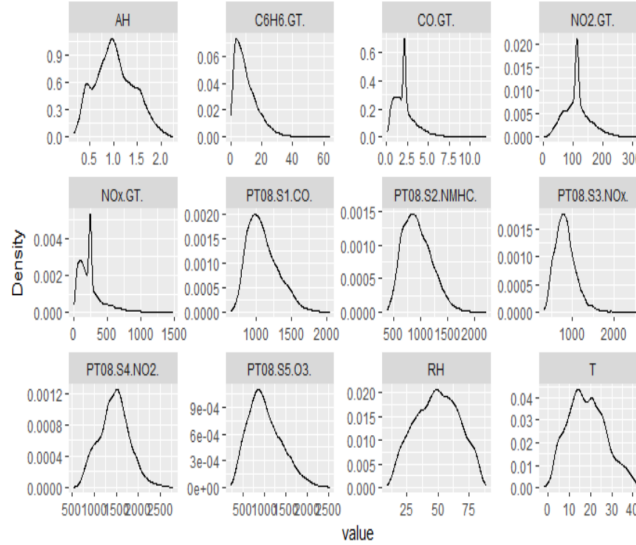 AH C6H6.GT. CO.GT. NO2.GT.
0.9 0.6 0.3 0.0
0.06 0.04 0.02 0.00
0.6 0.4 0.2 0.0
0.020 0.015 0.010 0.005 0.000
0.5 1.0 1.5 2.0
0 20 40 60
0.0 2.5 5.0 7.5 10.0
0 100 200 300
NOx.GT. PT08.S1.CO. PT08.S2.NMHC. PT08.S3.NOx.
0.004 0.002 0.000
0.0020 0.0015 0.0010 0.0005 0.0000
0.0015 0.0010 0.0005 0.0000
0.0015 0.0010 0.0005 0.0000
0 500 1000 1500
1000 1500 2000
500 1000 1500 2000
1000 2000
Density
PT08.S4.NO2. PT08.S5.O3. RH T
0.0012 0.0008 0.0004 0.0000
9e-04 6e-04 3e-04 0e+00
0.020 0.015 0.010 0.005 0.000
0.04 0.03 0.02 0.01 0.00
500 1000 1500 2000 2500
500 1000 1500 2000 2500
25 50 75
0 10 20 30 40
value